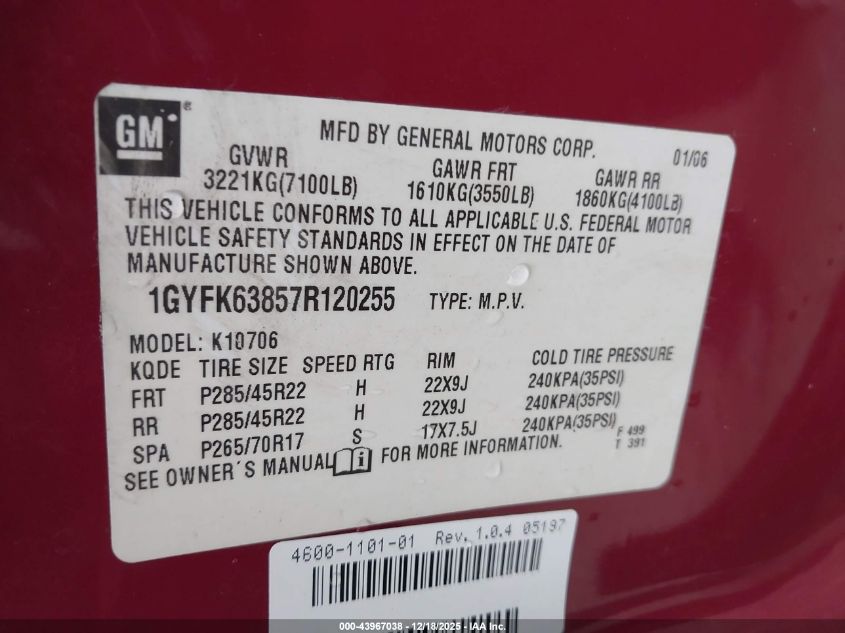 GM ®
MFD BY GENERAL MOTORS CORP. 01/06
GVWR GAWR FRT GAWR RR
3221KG(7100LB) 1610KG(3550LB) 1860KG(4100LB)
THIS VEHICLE CONFORMS TO ALL APPLICABLE U.S. FEDERAL MOTOR
VEHICLE SAFETY STANDARDS IN EFFECT ON THE DATE OF
MANUFACTURE SHOWN ABOVE.
1GYFK63857R120255 TYPE: M.P.V.
MODEL: K10706
KQDE TIRE SIZE SPEED RTG RIM COLD TIRE PRESSURE
FRT P285/45R22 H 22X9J 240KPA(35PSI)
RR P285/45R22 H 22X9J 240KPA(35PSI)
SPA P265/70R17 S 17X7.5J 240KPA(35PSI)
F 499
T 391
SEE OWNER´S MANUAL i FOR MORE INFORMATION.
4600-1101-01 Rev. 1.0.4 05197
000-43967038 - 12/18/2025 - IAA Inc.